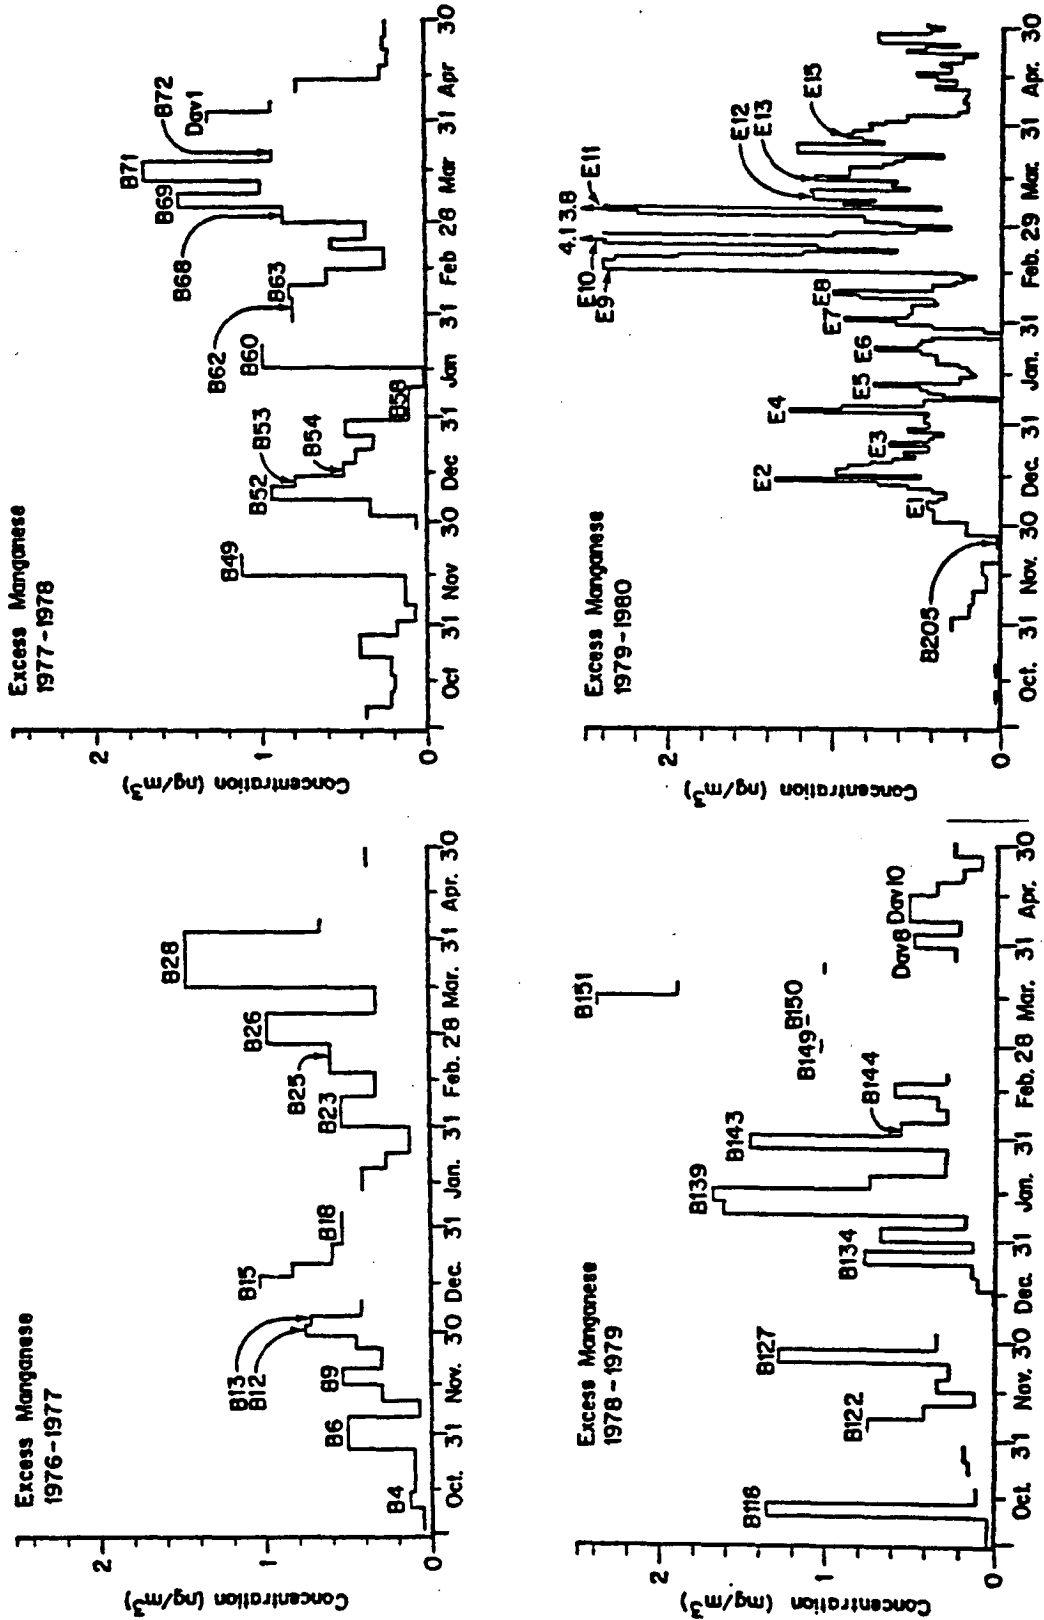 Excess Manganese
1976-1977
Concentration (ng/m³)
2
1
0
B4
B6
B9
B12
B13
B15
B18
B23
B25
B26
B28
Oct. 31 Nov. 30 Dec. 31 Jan. 31 Feb. 28 Mar. 31 Apr. 30
Excess Manganese
1977-1978
Concentration (ng/m³)
2
1
0
B49
B52
B53
B54
B58
B60
B62
B63
B68
B69
B71
B72
Dav1
Oct 31 Nov 30 Dec 31 Jan 31 Feb 28 Mar 31 Apr 30
Excess Manganese
1978-1979
Concentration (mg/m³)
2
1
0
B118
B122
B127
B134
B139
B143
B144
B149
B150
B151
Dav8
Dav10
Oct. 31 Nov. 30 Dec. 31 Jan. 31 Feb. 28 Mar. 31 Apr. 30
Excess Manganese
1979-1980
Concentration (ng/m³)
2
1
0
B205
E1
E2
E3
E4
E5
E6
E7
E8
E9
E10
4.1
3.8
E11
E12
E13
E15
Oct. 31 Nov. 30 Dec. 31 Jan. 31 Feb. 29 Mar. 31 Apr. 30